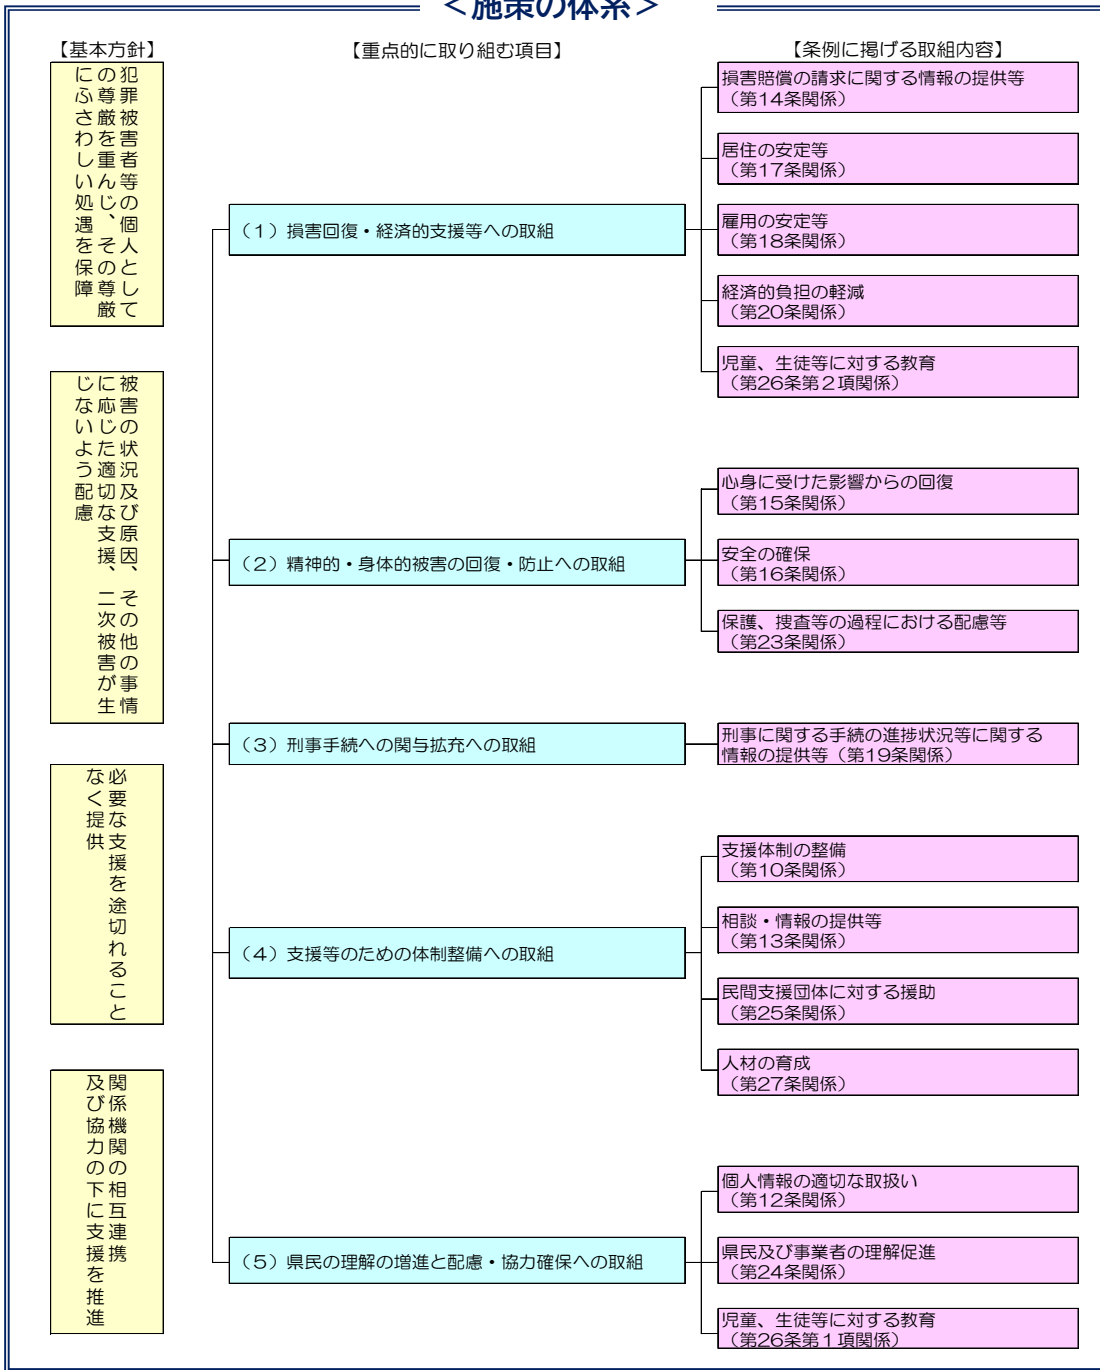 ＜施策の体系＞
【基本方針】
【重点的に取り組む項目】
【条例に掲げる取組内容】
犯罪被害者等の個人として
の尊厳を重んじ、その尊厳
にふさわしい処遇を保障
被害の状況及び原因、その他の事情
に応じた適切な支援、二次被害が生
じないよう配慮
必要な支援を途切れること
なく提供
関係機関の相互連携
及び協力の下に支援を推進
（１）損害回復・経済的支援等への取組
損害賠償の請求に関する情報の提供等
（第14条関係）
居住の安定等
（第17条関係）
雇用の安定等
（第18条関係）
経済的負担の軽減
（第20条関係）
児童、生徒等に対する教育
（第26条第２項関係）
（２）精神的・身体的被害の回復・防止への取組
心身に受けた影響からの回復
（第15条関係）
安全の確保
（第16条関係）
保護、捜査等の過程における配慮等
（第23条関係）
（３）刑事手続への関与拡充への取組
刑事に関する手続の進捗状況等に関する
情報の提供等（第19条関係）
（４）支援等のための体制整備への取組
支援体制の整備
（第10条関係）
相談・情報の提供等
（第13条関係）
民間支援団体に対する援助
（第25条関係）
人材の育成
（第27条関係）
（５）県民の理解の増進と配慮・協力確保への取組
個人情報の適切な取扱い
（第12条関係）
県民及び事業者の理解促進
（第24条関係）
児童、生徒等に対する教育
（第26条第１項関係）